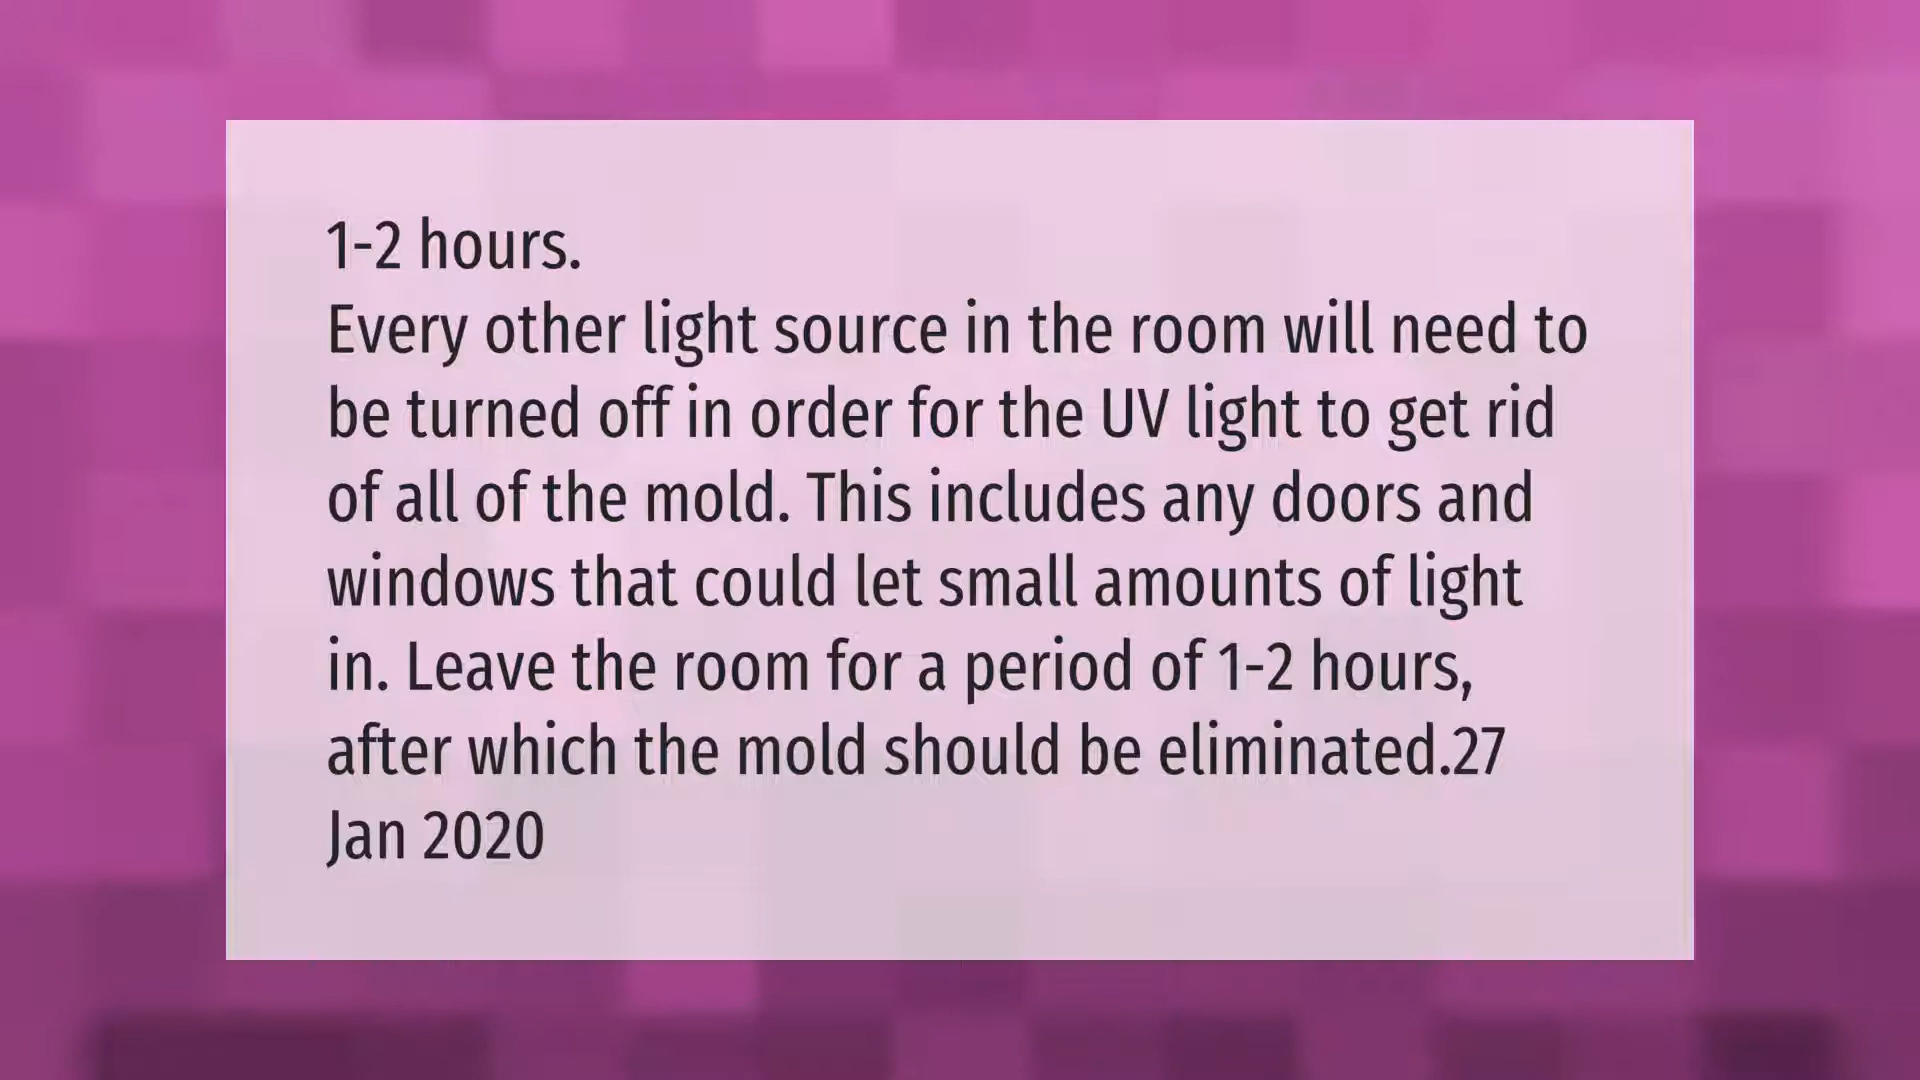 1-2 hours.
Every other light source in the room will need to
be turned off in order for the UV light to get rid
of all of the mold. This includes any doors and
windows that could let small amounts of light
in. Leave the room for a period of 1-2 hours,
after which the mold should be eliminated.27
Jan 2020